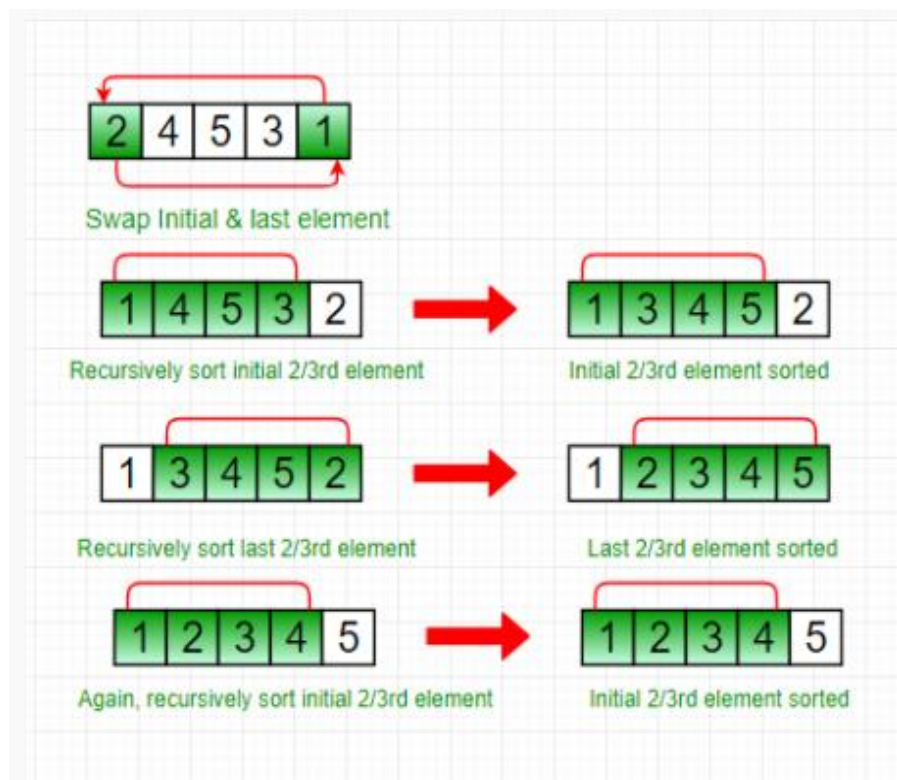 2 4 5 3 1
Swap Initial & last element
1 4 5 3 2
1 3 4 5 2
Recursively sort initial 2/3rd element
Initial 2/3rd element sorted
1 3 4 5 2
1 2 3 4 5
Recursively sort last 2/3rd element
Last 2/3rd element sorted
1 2 3 4 5
1 2 3 4 5
Again, recursively sort initial 2/3rd element
Initial 2/3rd element sorted